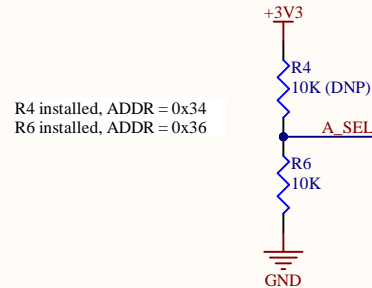 +3V3
R4
10K (DNP)
R4 installed, ADDR = 0x34
R6 installed, ADDR = 0x36
A_SEL
R6
10K
GND